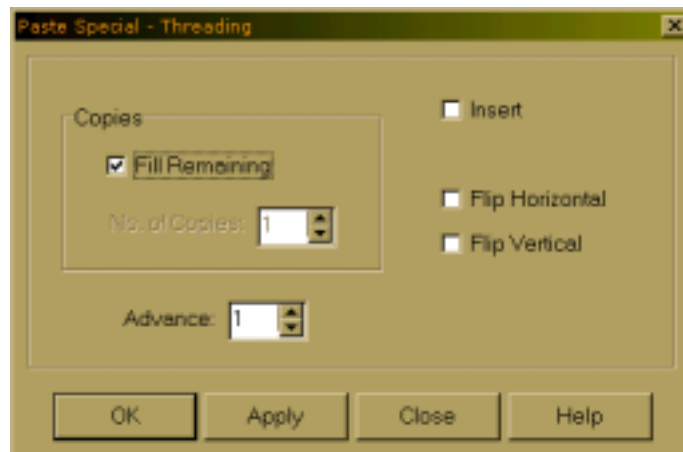 Paste Special - Threading
Copies
Fill Remaining
No. of Copies: 1
Advance: 1
Insert
Flip Horizontal
Flip Vertical
OK
Apply
Close
Help